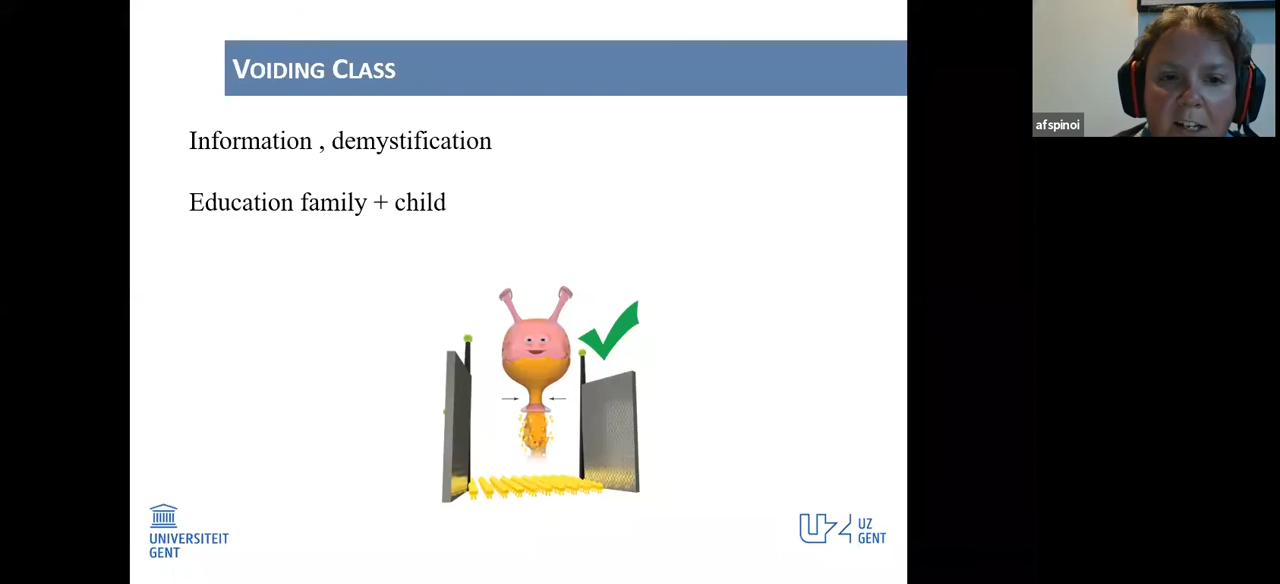 VOIDING CLASS
Information , demystification
Education family + child
UNIVERSITEIT
GENT
UZ
GENT
afspinoi